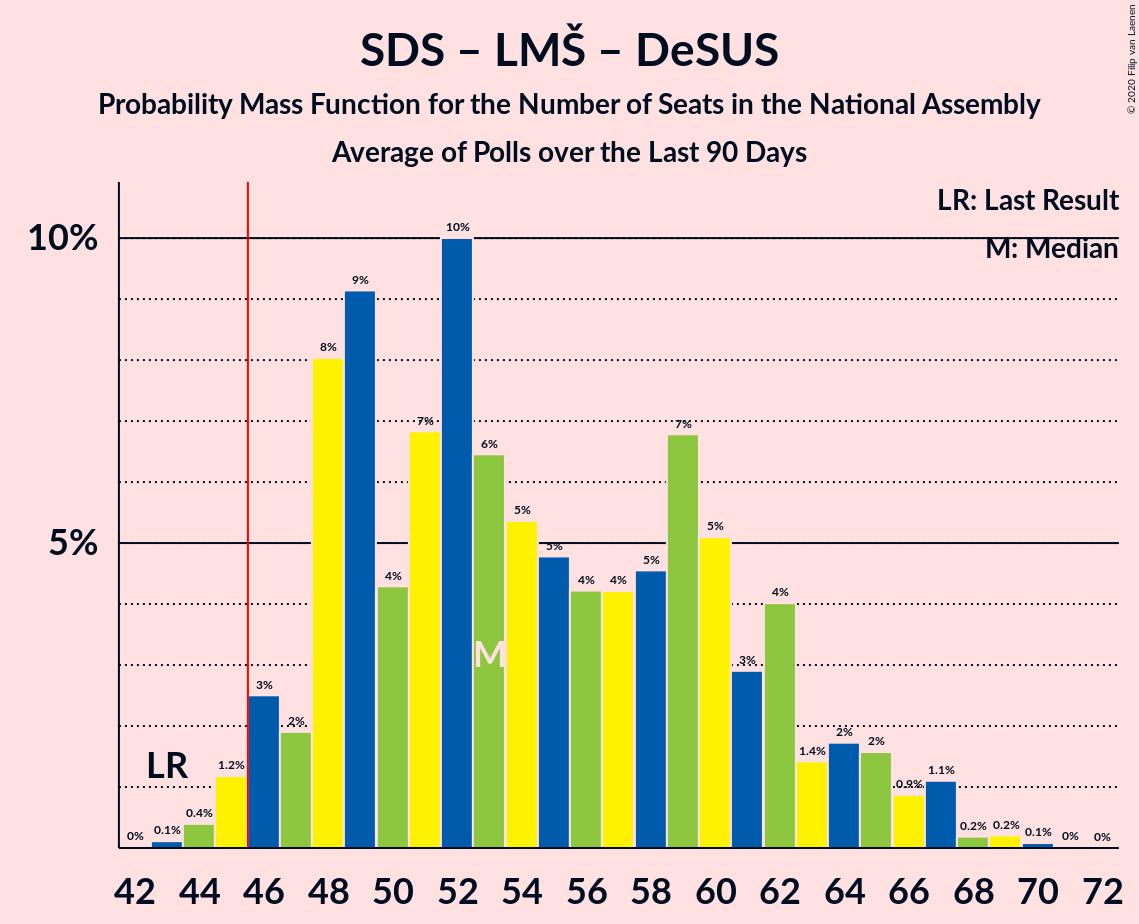 SDS – LMŠ – DeSUS
Probability Mass Function for the Number of Seats in the National Assembly
Average of Polls over the Last 90 Days
© 2020 Filip van Laenen
LR: Last Result
M: Median
10%
5%
LR
M
0% 0.1% 0.4% 1.2% 3% 2% 8% 9% 4% 7% 10% 6% 5% 5% 4% 4% 5% 7% 5% 3% 4% 1.4% 2% 2% 0.9% 1.1% 0.2% 0.2% 0.1% 0% 0%
42 44 46 48 50 52 54 56 58 60 62 64 66 68 70 72